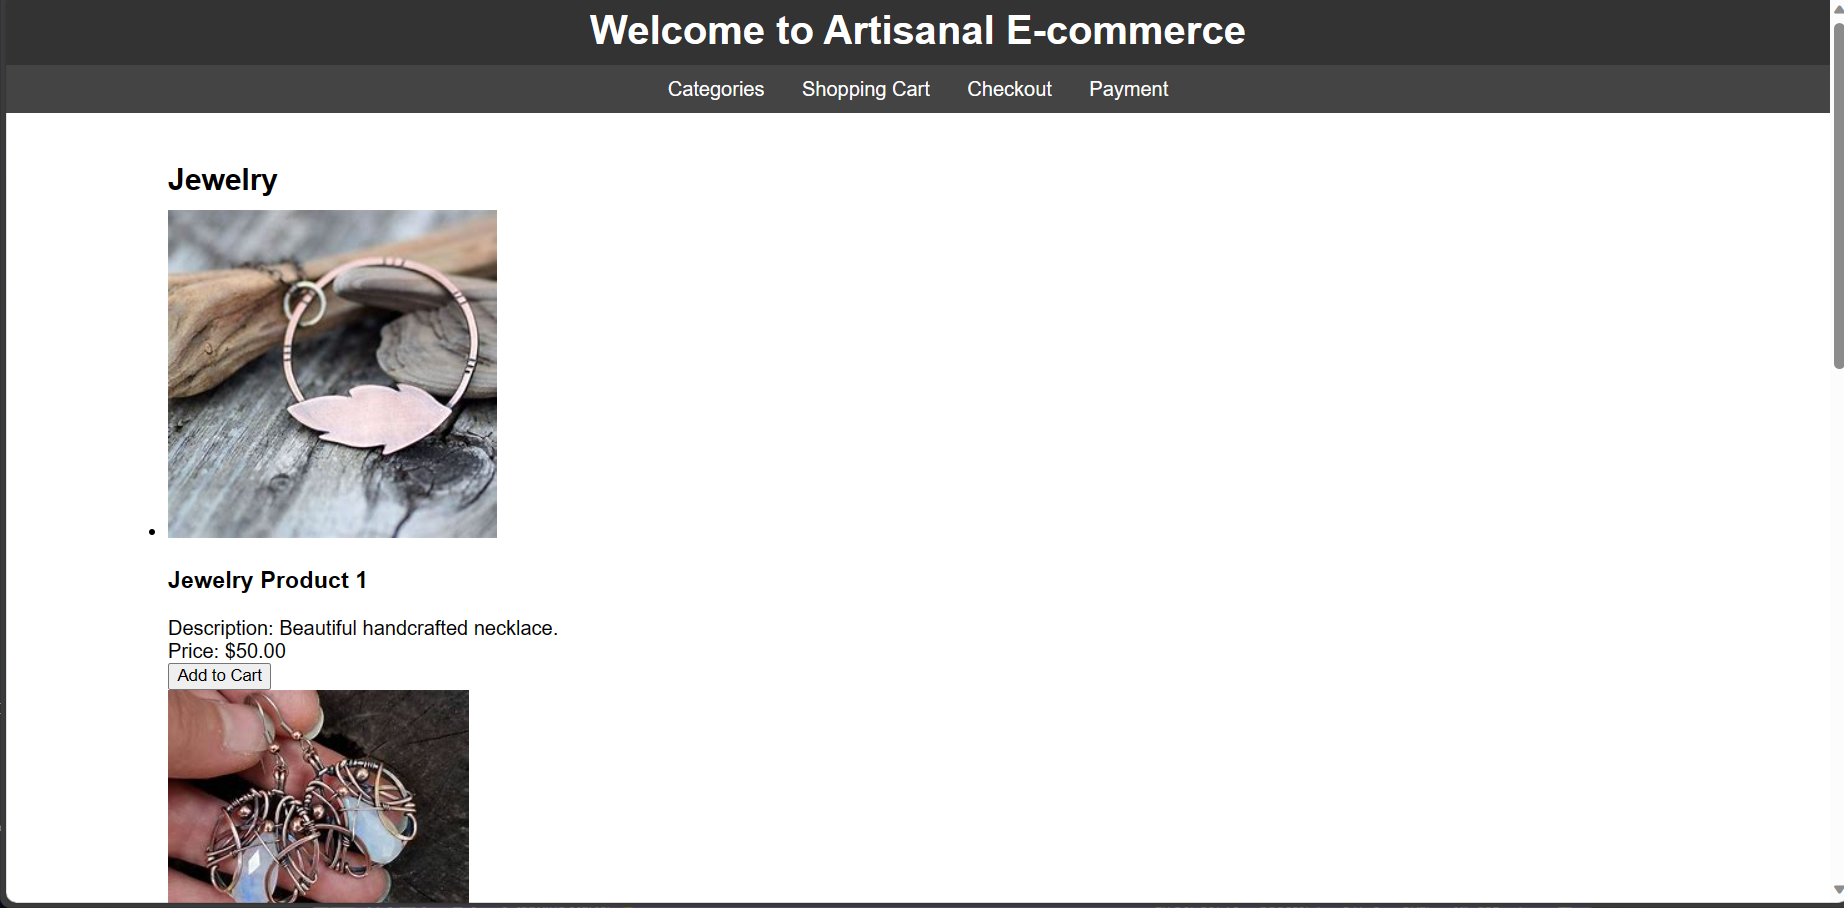 Welcome to Artisanal E-commerce
Categories Shopping Cart Checkout Payment
Jewelry
Jewelry Product 1
Description: Beautiful handcrafted necklace.
Price: $50.00
Add to Cart